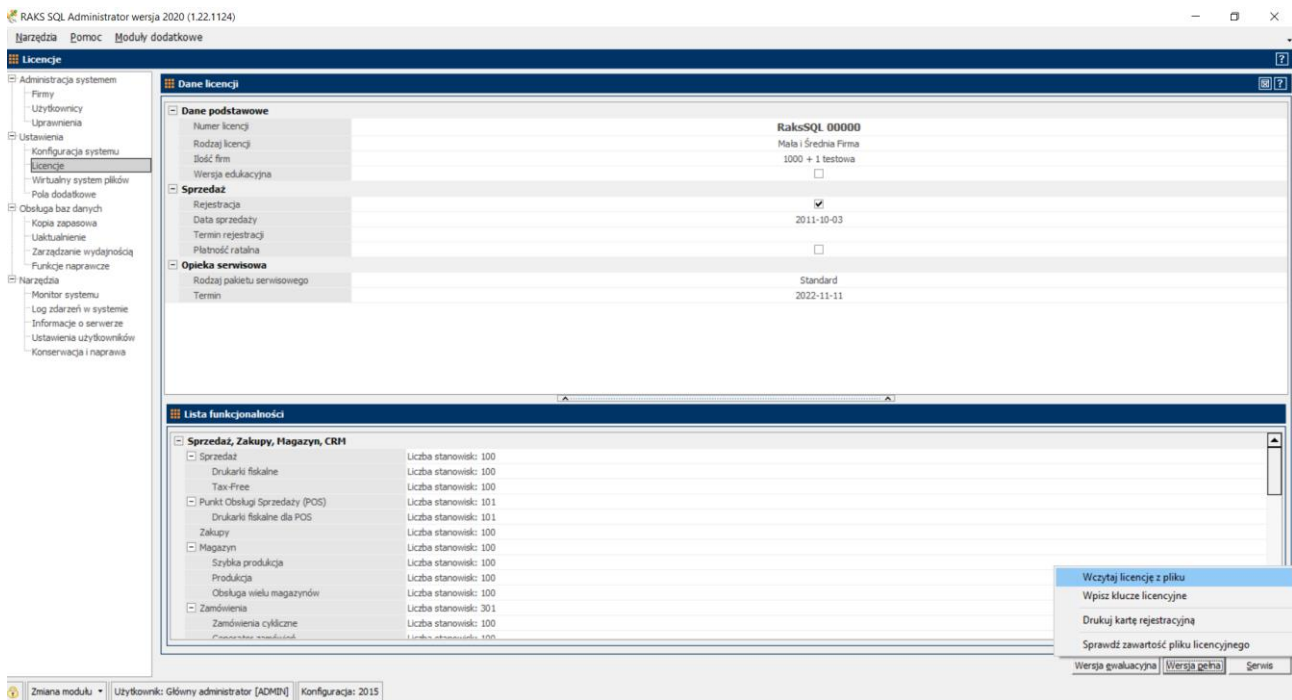 RAKS SQL Administrator wersja 2020 (1.22.1124)
Narzędzia Pomoc Moduły dodatkowe
Licencje
Administracja systemem
Firmy
Użytkownicy
Uprawnienia
Ustawienia
Konfiguracja systemu
Licencje
Wirtualny system plików
Pola dodatkowe
Obsługa baz danych
Kopia zapasowa
Uaktualnienie
Zarządzanie wydajnością
Funkcje naprawcze
Narzędzia
Monitor systemu
Log zdarzeń w systemie
Informacje o serwerze
Ustawienia użytkowników
Konserwacja i naprawa
Dane licencji
Dane podstawowe
Numer licencji RaksSQL 00000
Rodzaj licencji Mała i Średnia Firma
Ilość firm 1000 + 1 testowa
Wersja edukacyjna
Sprzedaż
Rejestracja
Data sprzedaży 2011-10-03
Termin rejestracji
Płatność ratalna
Opieka serwisowa
Rodzaj pakietu serwisowego Standard
Termin 2022-11-11
Lista funkcjonalności
Sprzedaż, Zakupy, Magazyn, CRM
Sprzedaż Liczba stanowisk: 100
Drukarki fiskalne Liczba stanowisk: 100
Tax-Free Liczba stanowisk: 100
Punkt Obsługi Sprzedaży (POS) Liczba stanowisk: 101
Drukarki fiskalne dla POS Liczba stanowisk: 101
Zakupy Liczba stanowisk: 100
Magazyn Liczba stanowisk: 100
Szybka produkcja Liczba stanowisk: 100
Produkcja Liczba stanowisk: 100
Obsługa wielu magazynów Liczba stanowisk: 100
Zamówienia Liczba stanowisk: 301
Zamówienia cykliczne Liczba stanowisk: 100
Generator zamówień Liczba stanowisk: 100
Wczytaj licencję z pliku
Wpisz klucze licencyjne
Drukuj kartę rejestracyjną
Sprawdź zawartość pliku licencyjnego
Wersja ewaluacyjna Wersja pełna Serwis
Zmiana modułu Użytkownik: Główny administrator [ADMIN] Konfiguracja: 2015